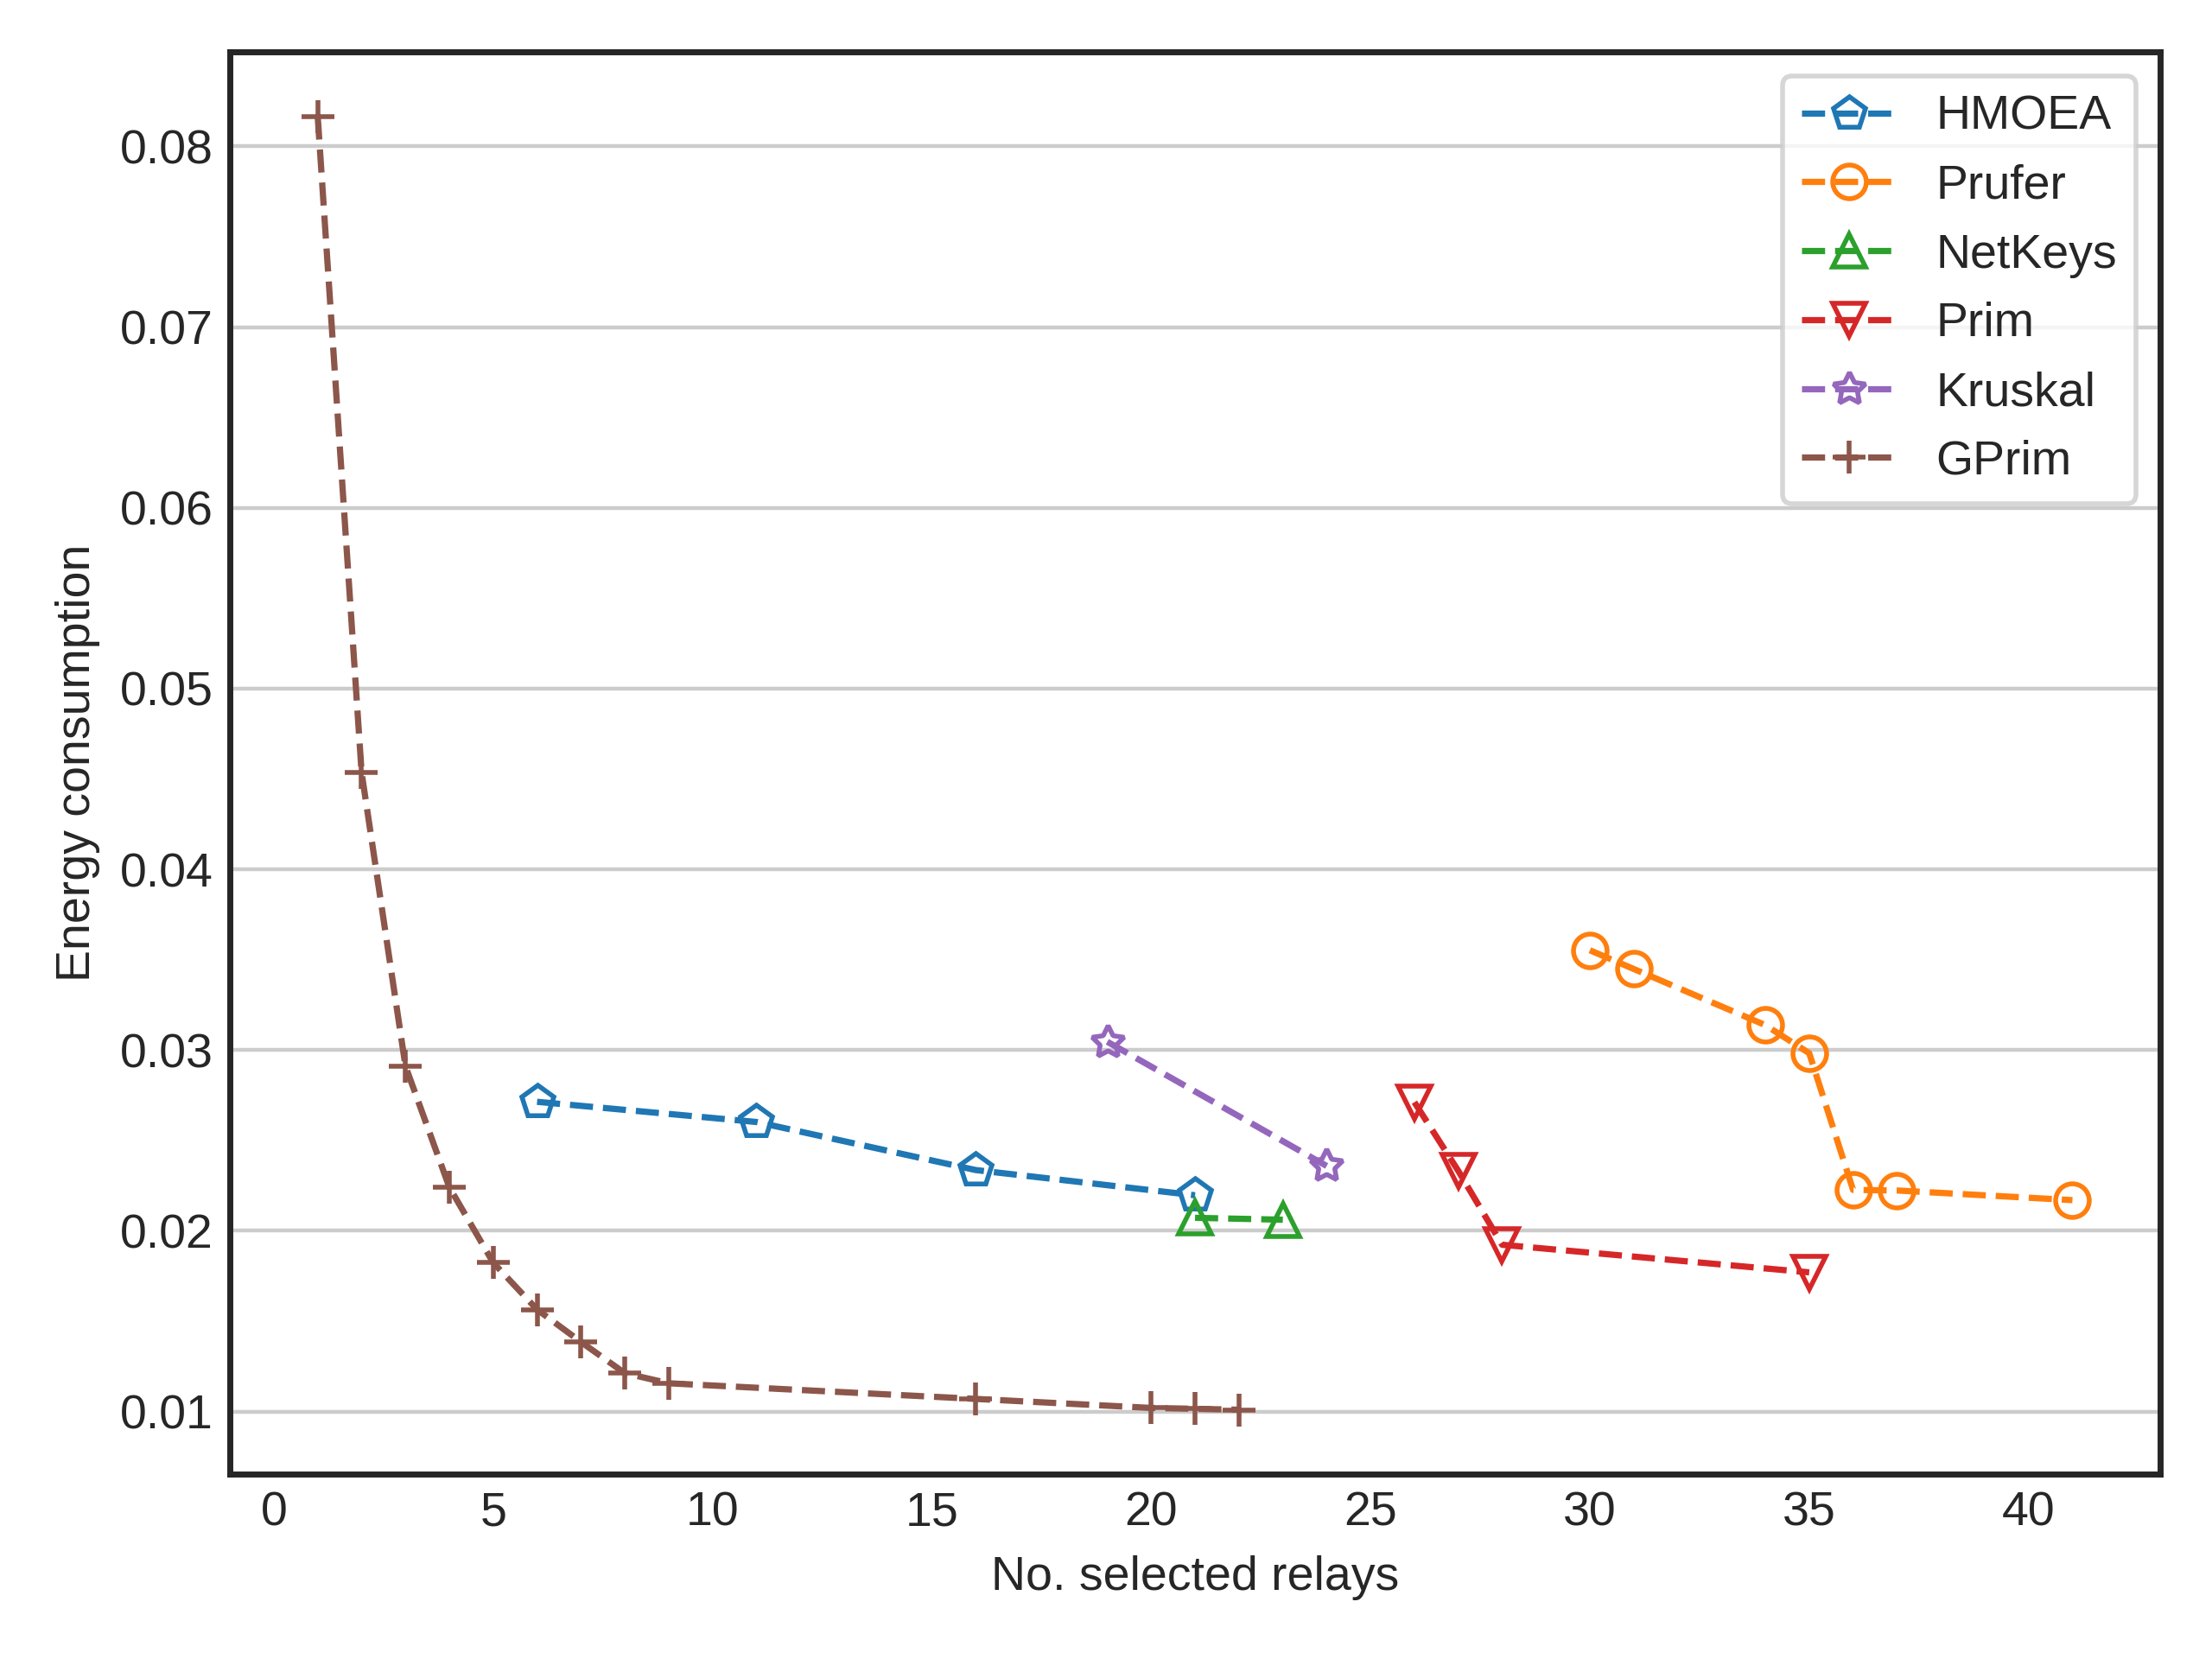 HMOEA
Prufer
NetKeys
Prim
Kruskal
GPrim
Energy consumption
0.08
0.07
0.06
0.05
0.04
0.03
0.02
0.01
0 5 10 15 20 25 30 35 40
No. selected relays